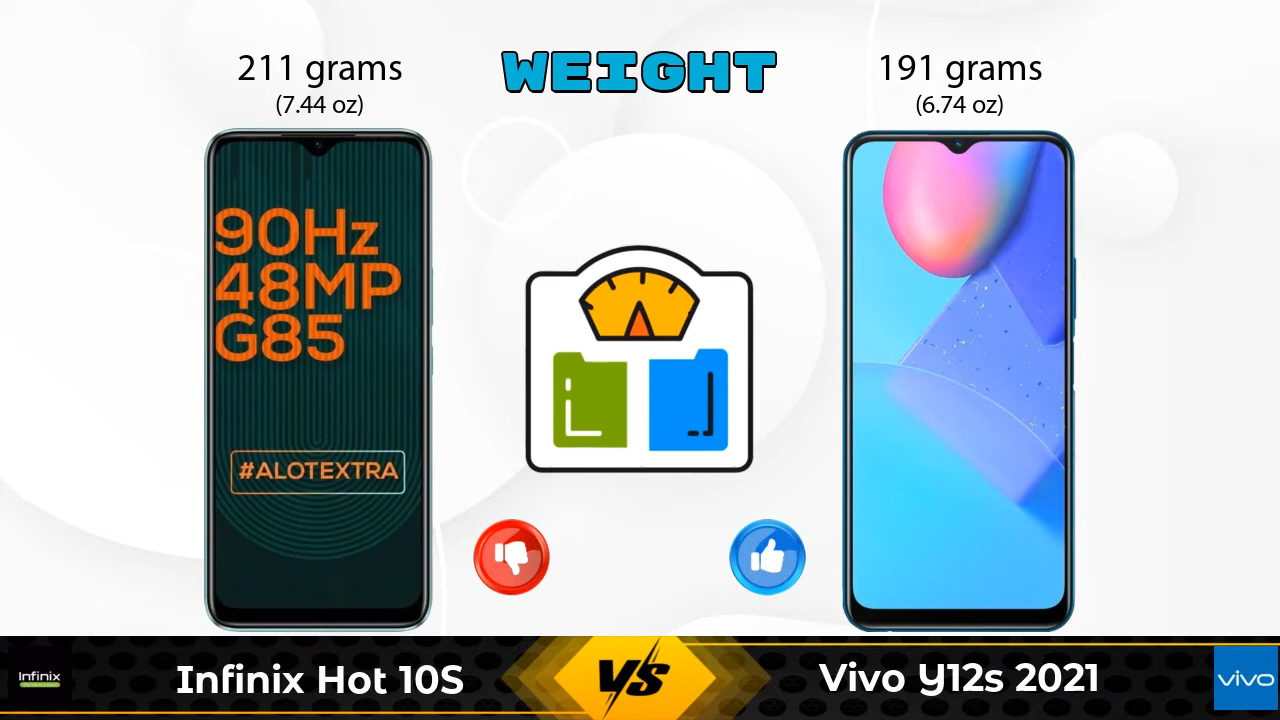 WEIGHT
211 grams
(7.44 oz)
191 grams
(6.74 oz)
90Hz
48MP
G85
#ALOTEXTRA
Infinix
Infinix Hot 10S
VS
Vivo Y12s 2021
vivo